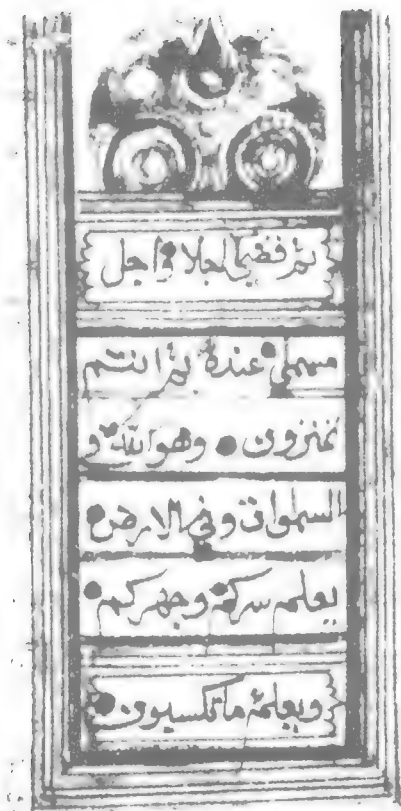 ثم قضى اجلا واجل
مسمى عنده ثم انتم
تمترون وهو الله و
السموات وفي الارض
يعلم سركم وجهركم
ويعلم ما تكسبون